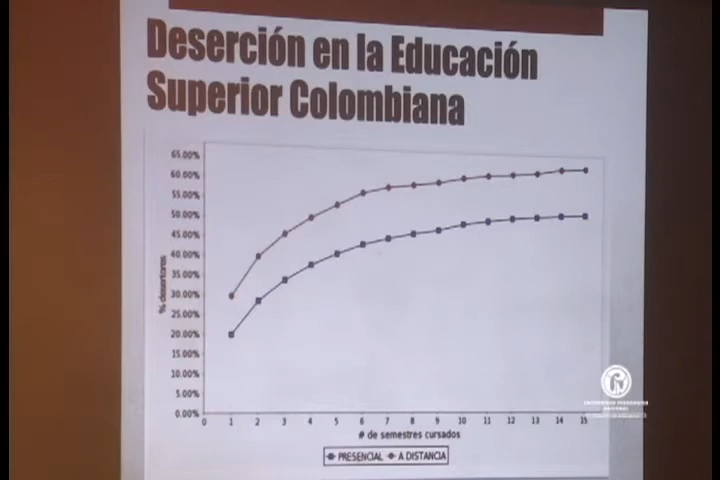 Deserción en la Educación
Superior Colombiana
65.00%
60.00%
55.00%
50.00%
45.00%
40.00%
35.00%
30.00%
25.00%
20.00%
15.00%
10.00%
5.00%
0.00%
% desertores
0 1 2 3 4 5 6 7 8 9 10 11 12 13 14 15
# de semestres cursados
PRESENCIAL A DISTANCIA